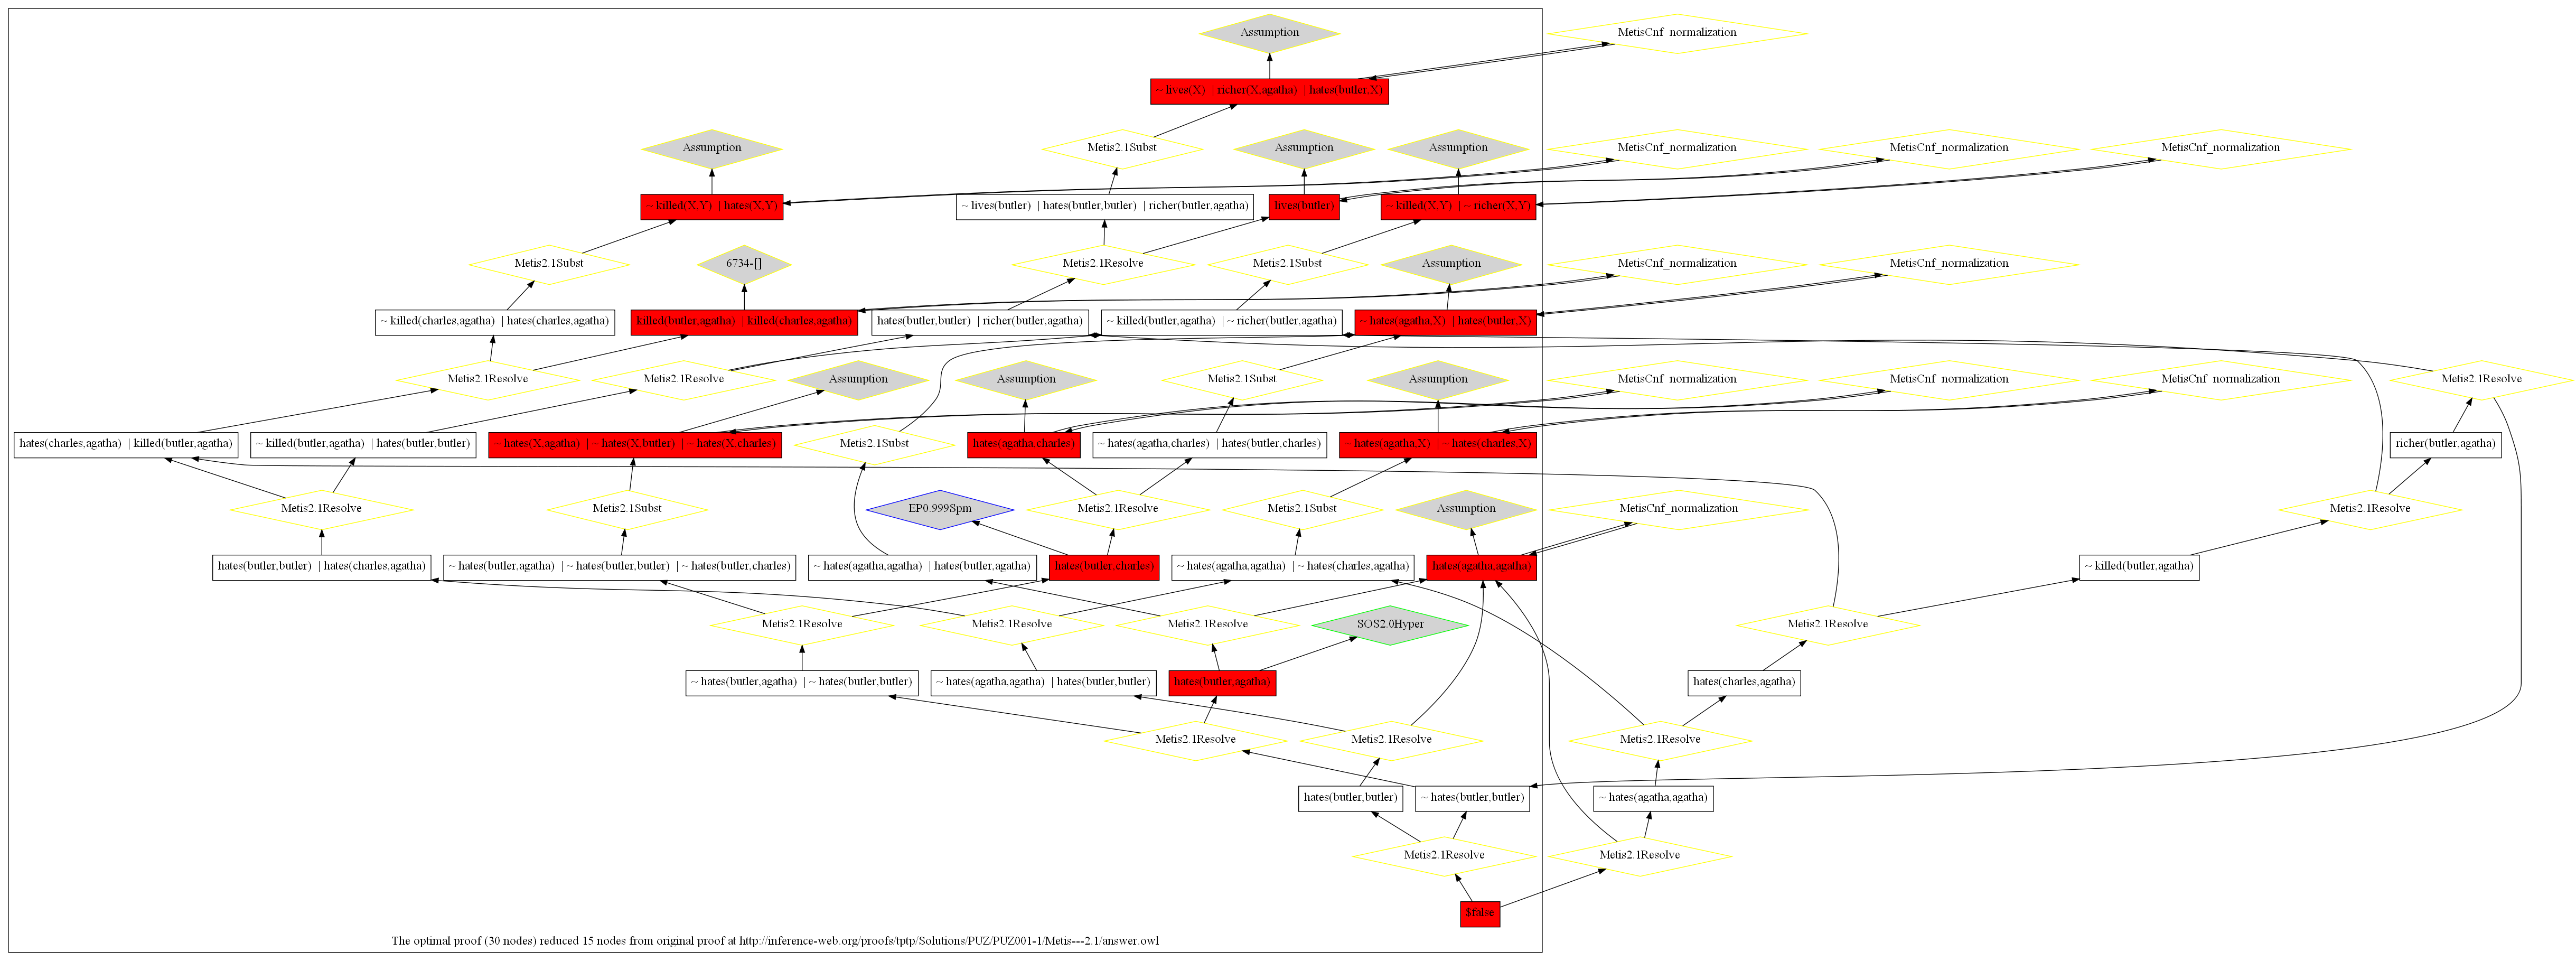 Assumption
MetisCnf_normalization
~ lives(X) | richer(X,agatha) | hates(butler,X)
Assumption
Metis2.1Subst
Assumption
Assumption
MetisCnf_normalization
MetisCnf_normalization
MetisCnf_normalization
~ killed(X,Y) | hates(X,Y)
~ lives(butler) | hates(butler,butler) | richer(butler,agatha)
lives(butler)
~ killed(X,Y) | ~ richer(X,Y)
Metis2.1Subst
6734-[]
Metis2.1Resolve
Metis2.1Subst
Assumption
MetisCnf_normalization
MetisCnf_normalization
~ killed(charles,agatha) | hates(charles,agatha)
killed(butler,agatha) | killed(charles,agatha)
hates(butler,butler) | richer(butler,agatha)
~ killed(butler,agatha) | ~ richer(butler,agatha)
~ hates(agatha,X) | hates(butler,X)
Metis2.1Resolve
Metis2.1Resolve
Assumption
Assumption
Metis2.1Subst
Assumption
MetisCnf_normalization
MetisCnf_normalization
MetisCnf_normalization
Metis2.1Resolve
hates(charles,agatha) | killed(butler,agatha)
~ killed(butler,agatha) | hates(butler,butler)
~ hates(X,agatha) | ~ hates(X,butler) | ~ hates(X,charles)
Metis2.1Subst
hates(agatha,charles)
~ hates(agatha,charles) | hates(butler,charles)
~ hates(agatha,X) | ~ hates(charles,X)
richer(butler,agatha)
Metis2.1Resolve
Metis2.1Subst
EP0.999Spm
Metis2.1Resolve
Metis2.1Subst
Assumption
MetisCnf_normalization
Metis2.1Resolve
hates(butler,butler) | hates(charles,agatha)
~ hates(butler,agatha) | ~ hates(butler,butler) | ~ hates(butler,charles)
~ hates(agatha,agatha) | hates(butler,agatha)
hates(butler,charles)
~ hates(agatha,agatha) | ~ hates(charles,agatha)
hates(agatha,agatha)
~ killed(butler,agatha)
Metis2.1Resolve
Metis2.1Resolve
Metis2.1Resolve
SOS2.0Hyper
Metis2.1Resolve
~ hates(butler,agatha) | ~ hates(butler,butler)
~ hates(agatha,agatha) | hates(butler,butler)
hates(butler,agatha)
hates(charles,agatha)
Metis2.1Resolve
Metis2.1Resolve
Metis2.1Resolve
hates(butler,butler)
~ hates(butler,butler)
~ hates(agatha,agatha)
Metis2.1Resolve
Metis2.1Resolve
$false
The optimal proof (30 nodes) reduced 15 nodes from original proof at http://inference-web.org/proofs/tptp/Solutions/PUZ/PUZ001-1/Metis---2.1/answer.owl